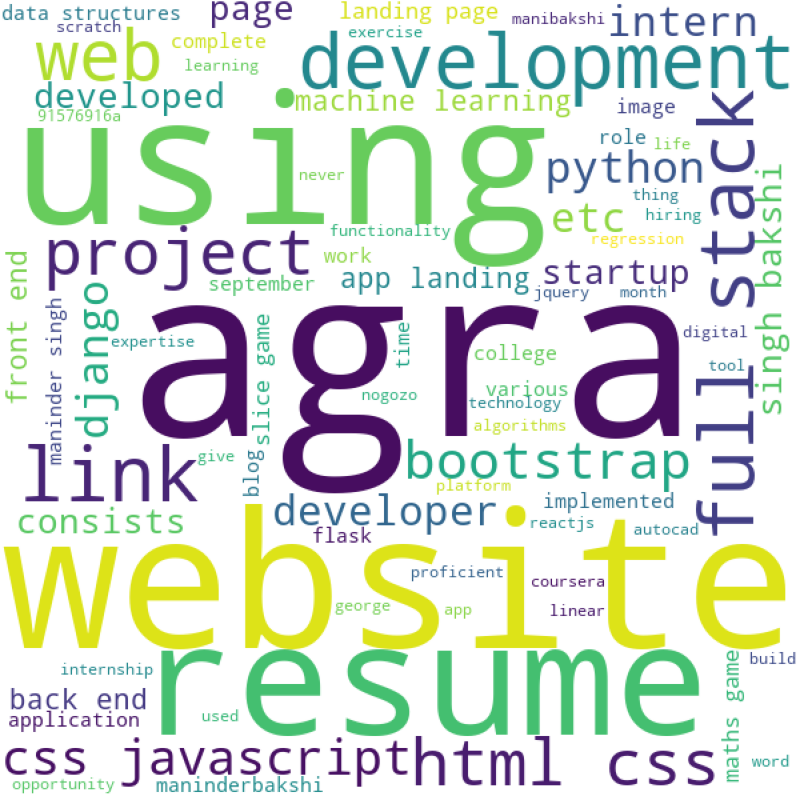 data structures
page
landing page
manibakshi
intern
scratch
web
complete
exercise
development
learning
developed
machine learning
image
91576916a
using
role
life
full stack
never
python
thing
hiring
singh bakshi
etc
functionality
regression
project
work
front end
september
app landing
startup
jquery
month
django
maninder singh
agra
expertise
slice game
time
college
digital
tool
various
nogozo
technology
algorithms
link
give
blog
bootstrap
platform
consists
developer
implemented
flask
reactjs
autocad
website
proficient
coursera
george
app
linear
resume
internship
maths game
build
back end
application
used
css javascript
html css
word
opportunity
maninderbakshi